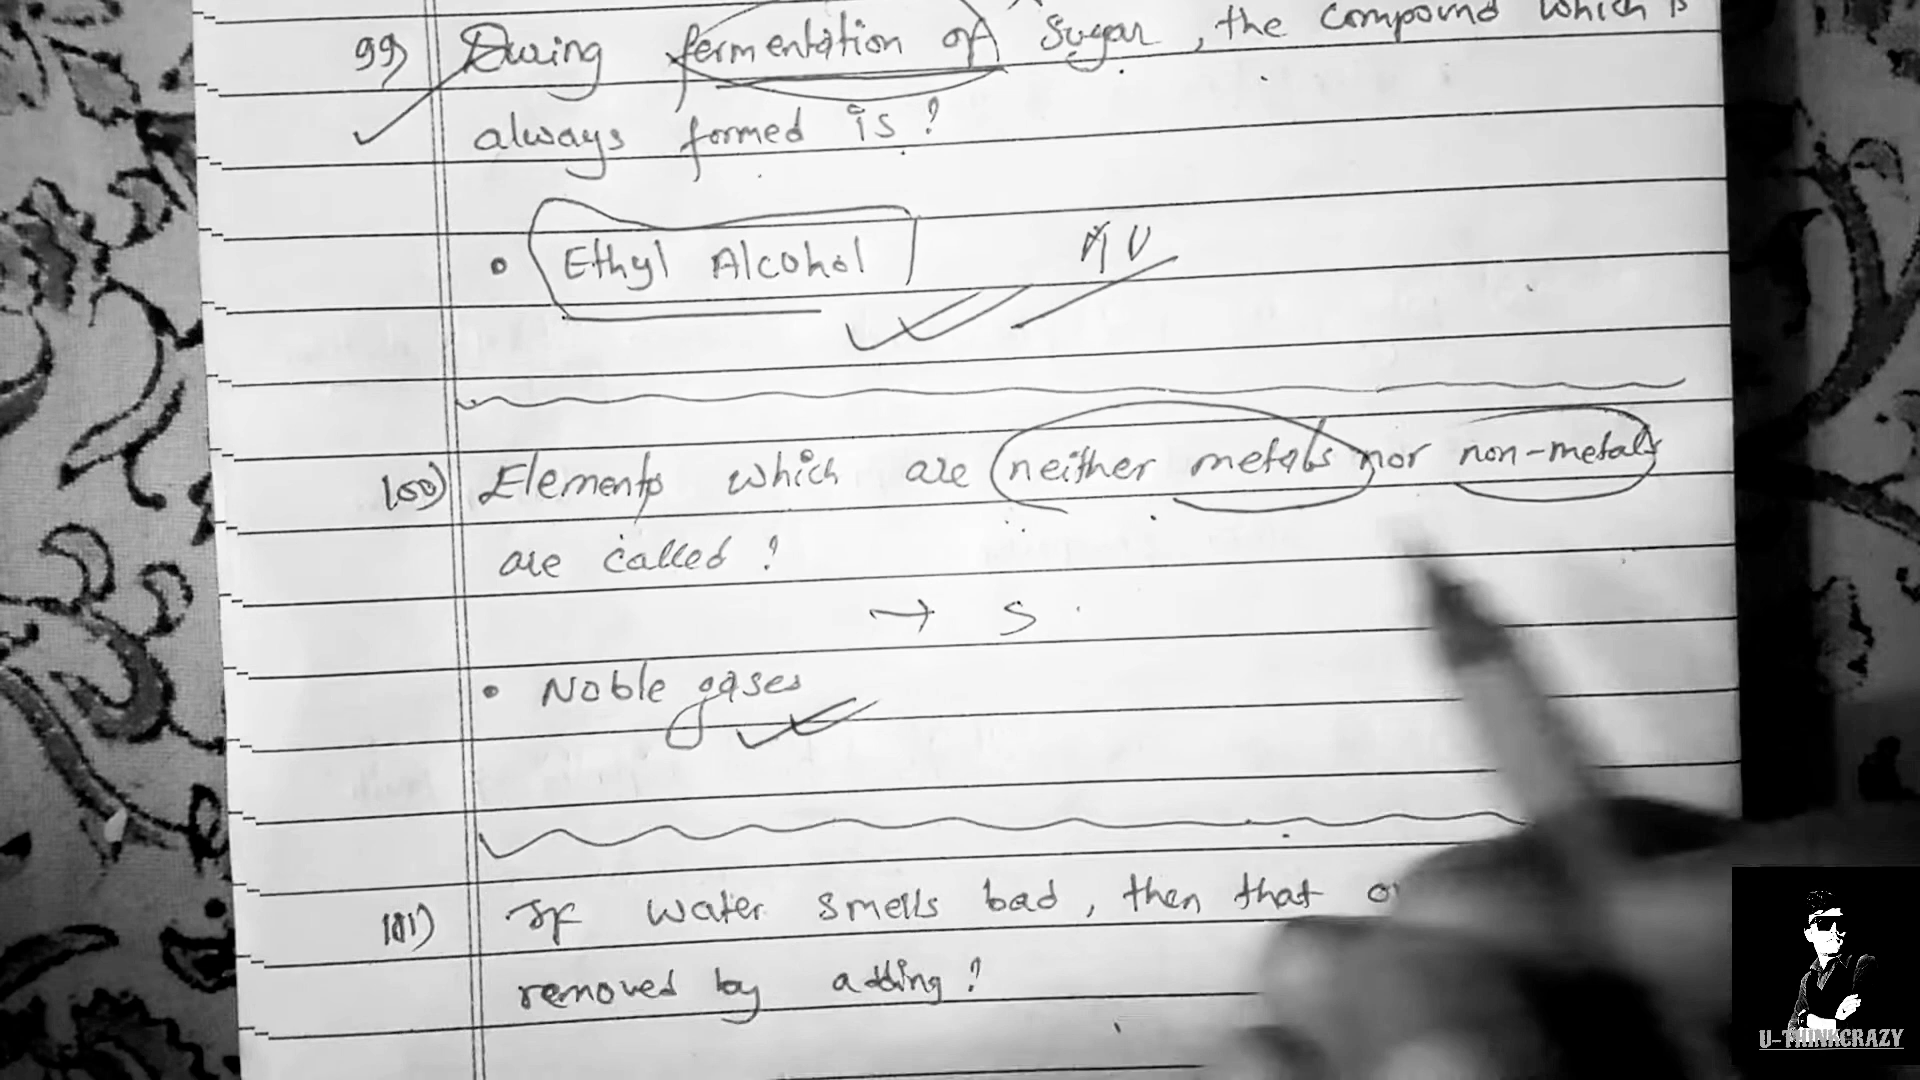 99) During fermentation of Sugar, the compound which is
always formed is?
• Ethyl Alcohol
100) Elements which are neither metals nor non-metals
are called?
→ S
• Noble gases
101) If water smells bad, then that
removed by adding?
U-THINKCRAZY